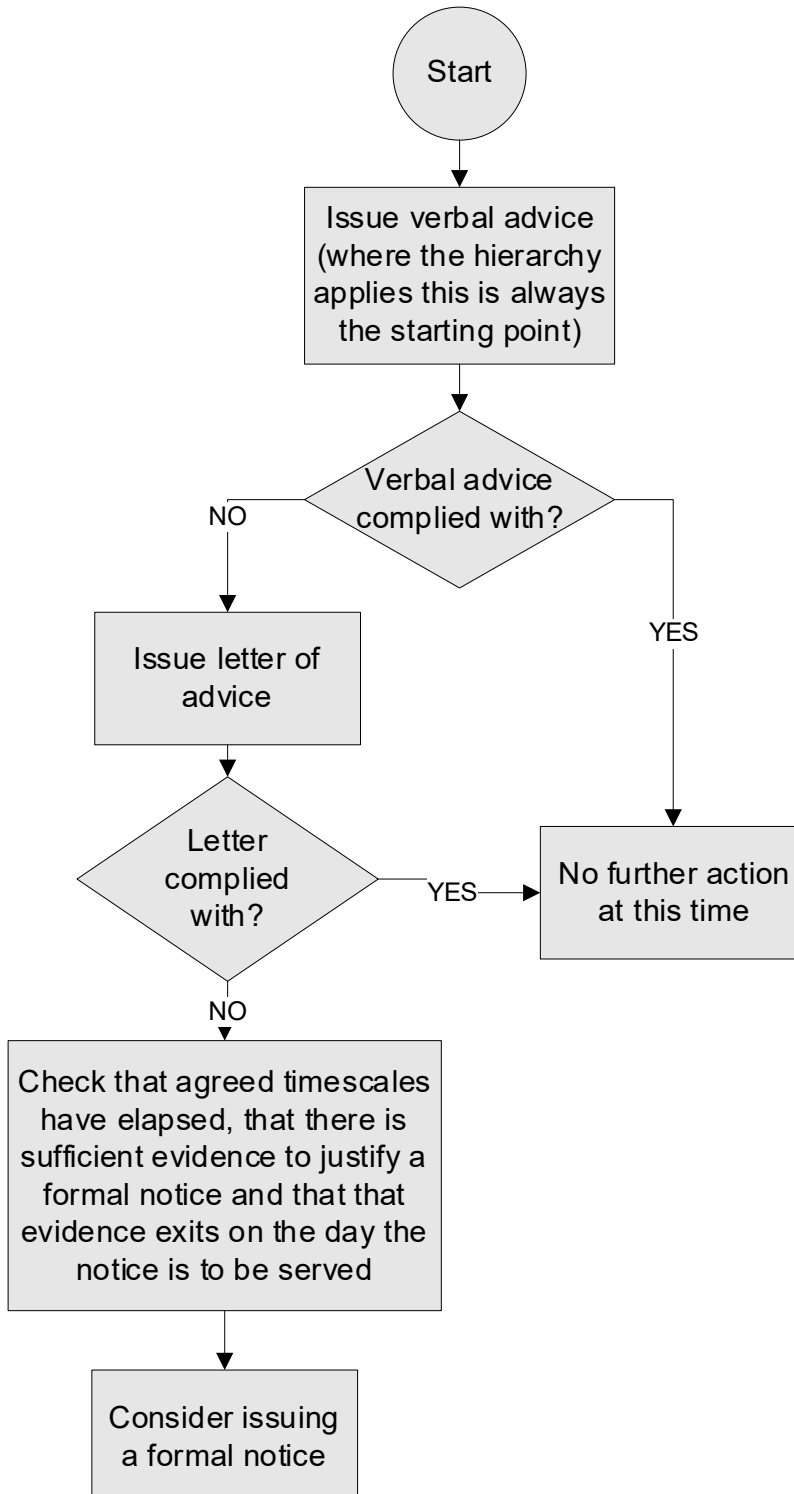 Start
Issue verbal advice
(where the hierarchy
applies this is always
the starting point)
Verbal advice
complied with?
NO
YES
Issue letter of
advice
Letter
complied
with?
YES
No further action
at this time
NO
Check that agreed timescales
have elapsed, that there is
sufficient evidence to justify a
formal notice and that that
evidence exits on the day the
notice is to be served
Consider issuing
a formal notice